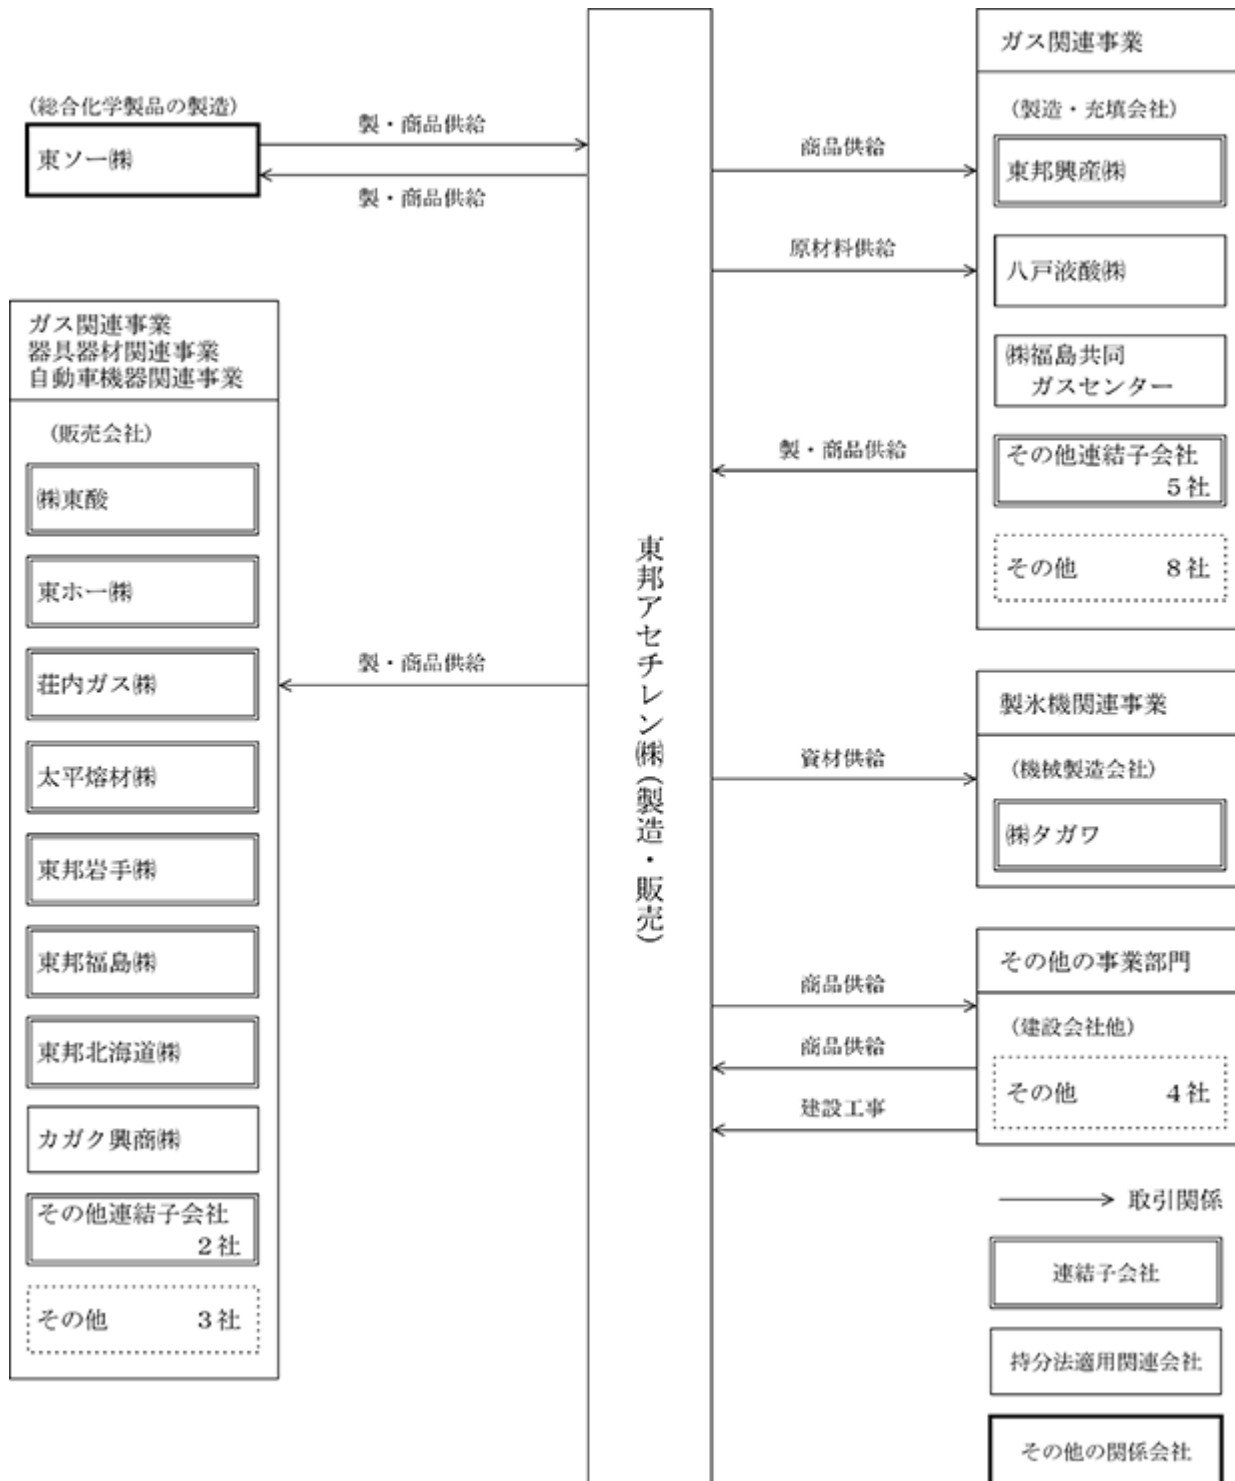 (総合化学製品の製造)
東ソー㈱
製・商品供給
製・商品供給
ガス関連事業
器具器材関連事業
自動車機器関連事業
(販売会社)
㈱東酸
東ホー㈱
荘内ガス㈱
太平熔材㈱
東邦岩手㈱
東邦福島㈱
東邦北海道㈱
カガク興商㈱
その他連結子会社
2社
その他 3社
製・商品供給
東邦アセチレン㈱(製造・販売)
商品供給
原材料供給
製・商品供給
資材供給
商品供給
商品供給
建設工事
ガス関連事業
(製造・充填会社)
東邦興産㈱
八戸液酸㈱
㈱福島共同
ガスセンター
その他連結子会社
5社
その他 8社
製氷機関連事業
(機械製造会社)
㈱タガワ
その他の事業部門
(建設会社他)
その他 4社
取引関係
連結子会社
持分法適用関連会社
その他の関係会社